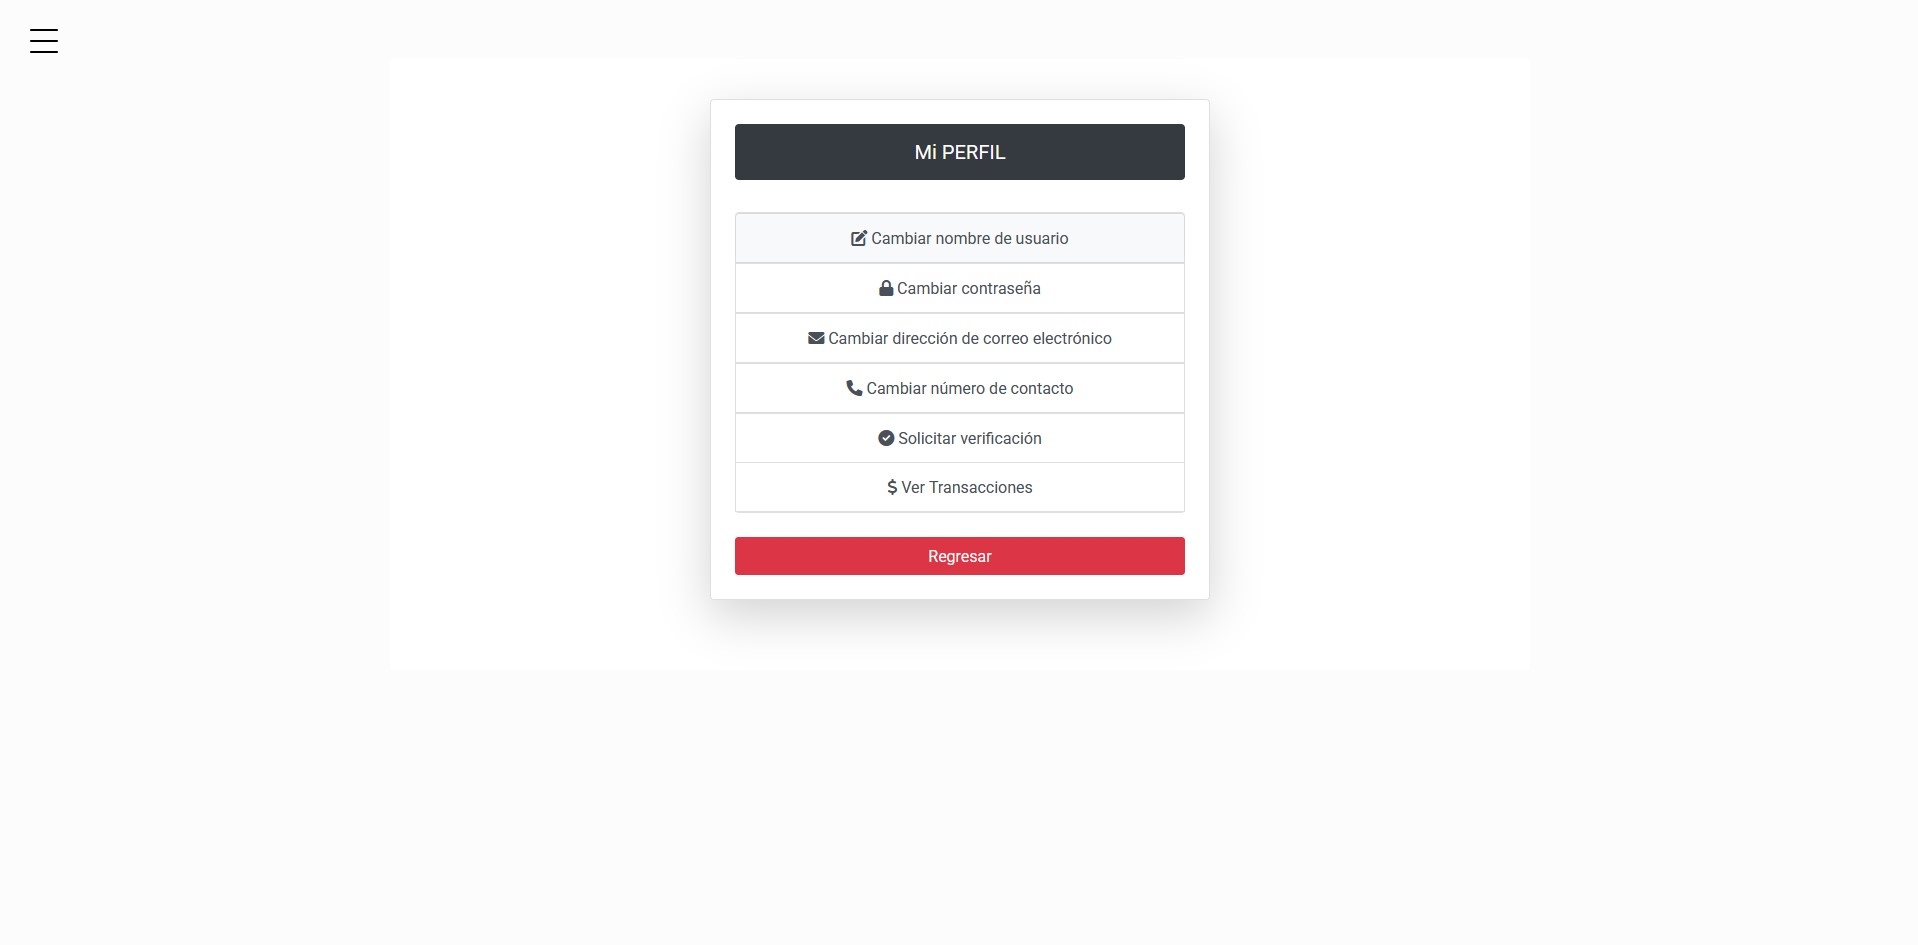 Mi PERFIL
Cambiar nombre de usuario
Cambiar contraseña
Cambiar dirección de correo electrónico
Cambiar número de contacto
Solicitar verificación
$ Ver Transacciones
Regresar